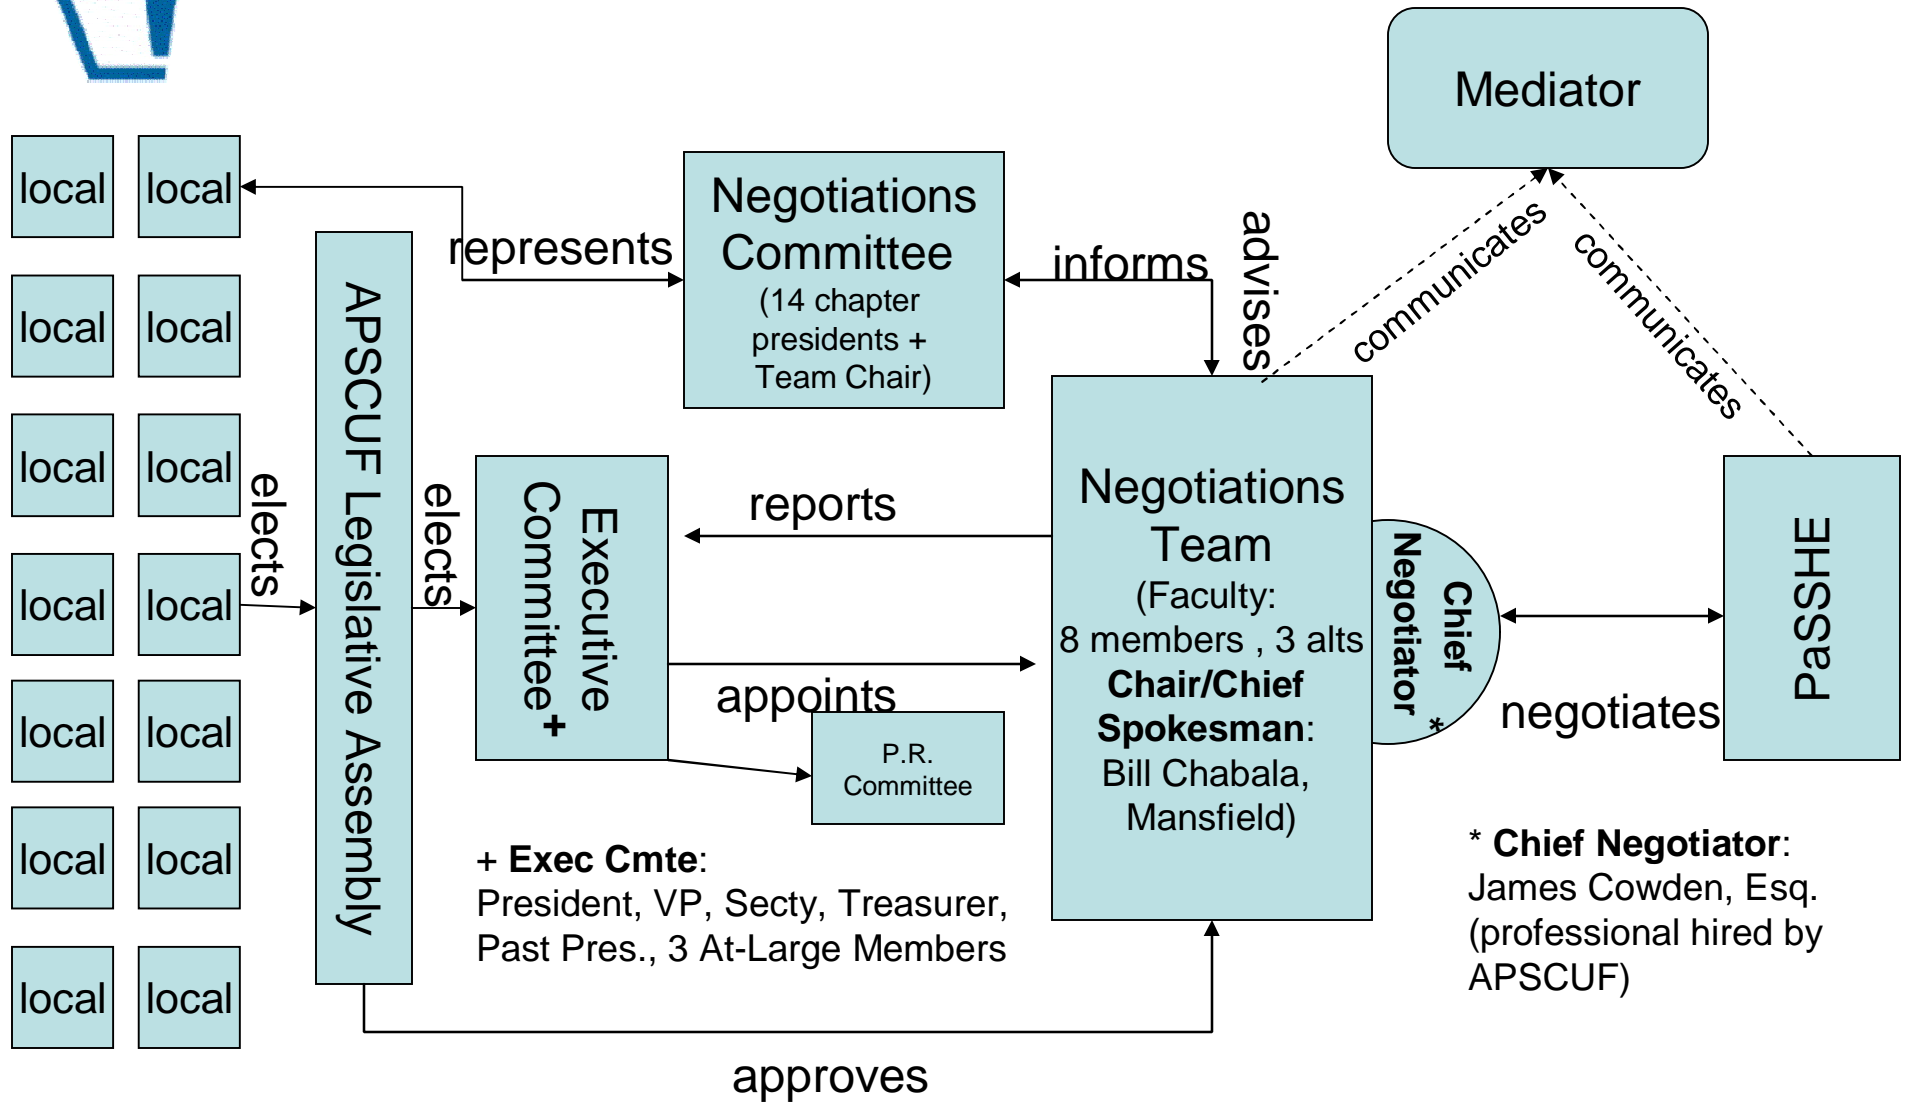 Mediator
local local
local local
local local
local local
local local
local local
local local
represents
Negotiations
Committee
(14 chapter
presidents +
Team Chair)
informs
advises
communicates
communicates
elects
APSCUF Legislative Assembly
elects
Executive
Committee+
reports
appoints
P.R.
Committee
Negotiations
Team
(Faculty:
8 members , 3 alts
Chair/Chief
Spokesman:
Bill Chabala,
Mansfield)
Chief
Negotiator *
negotiates
PaSSHE
+ Exec Cmte:
President, VP, Secty, Treasurer,
Past Pres., 3 At-Large Members
* Chief Negotiator:
James Cowden, Esq.
(professional hired by
APSCUF)
approves